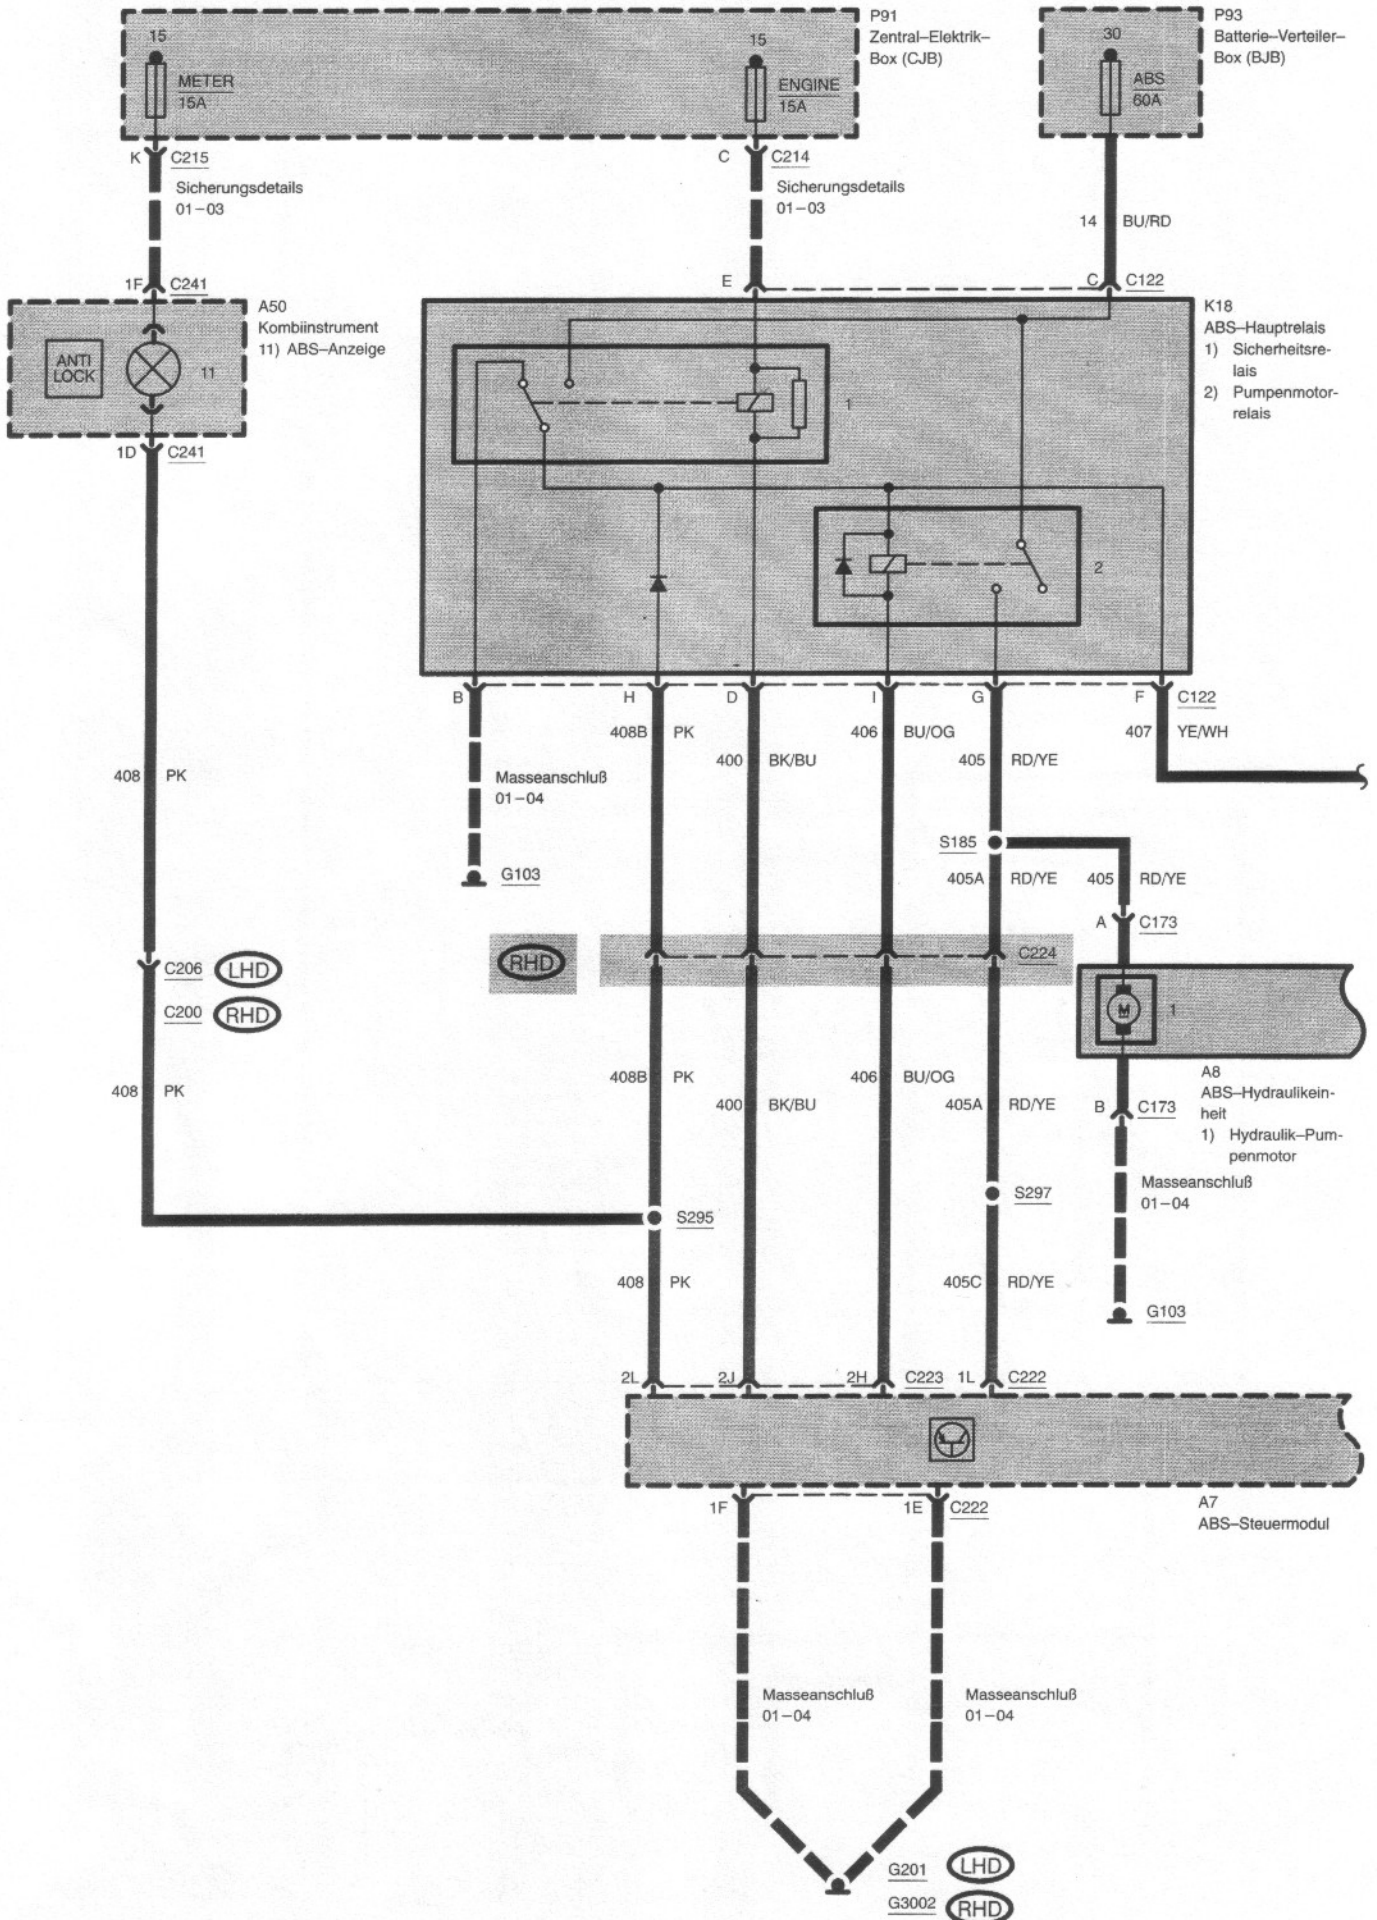 15
METER
15A
15
ENGINE
15A
P91
Zentral–Elektrik–
Box (CJB)
30
ABS
60A
P93
Batterie–Verteiler–
Box (BJB)
K
C215
Sicherungsdetails
01–03
C
C214
Sicherungsdetails
01–03
14
BU/RD
1F
C241
E
C
C122
A50
Kombiinstrument
11) ABS–Anzeige
ANTI
LOCK
11
1D
C241
K18
ABS–Hauptrelais
1) Sicherheitsre-
lais
2) Pumpenmotor-
relais
1
2
B
H
D
I
G
F
C122
408B
PK
406
BU/OG
407
YE/WH
400
BK/BU
405
RD/YE
408
PK
Masseanschluß
01–04
G103
S185
405A
RD/YE
405
RD/YE
A
C173
RHD
C224
C206
LHD
C200
RHD
M
1
A8
ABS–Hydraulikein-
heit
1) Hydraulik–Pum-
penmotor
408
PK
408B
PK
406
BU/OG
400
BK/BU
405A
RD/YE
B
C173
Masseanschluß
01–04
S297
S295
408
PK
405C
RD/YE
G103
2L
2J
2H
C223
1L
C222
1F
1E
C222
A7
ABS–Steuermodul
Masseanschluß
01–04
Masseanschluß
01–04
G201
LHD
G3002
RHD